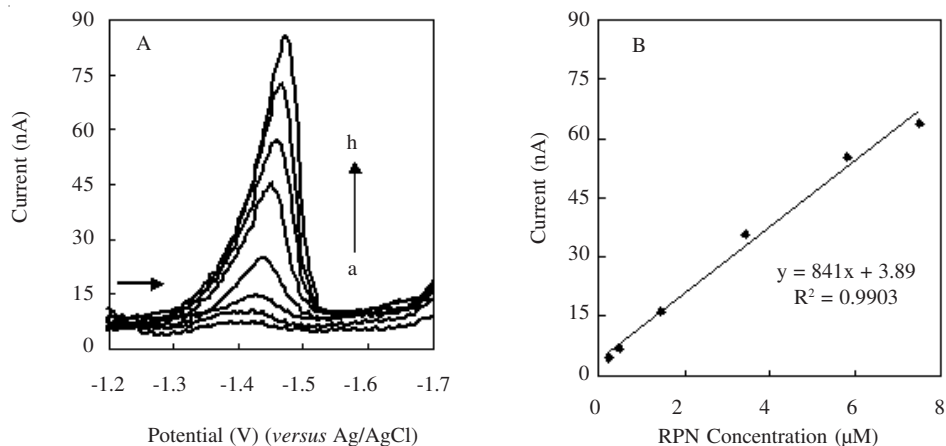 A
90
75
60
45
30
15
0
Current (nA)
h
a
-1.2 -1.3 -1.4 -1.5 -1.6 -1.7
Potential (V) (versus Ag/AgCl)
B
90
75
60
45
30
15
0
Current (nA)
y = 841x + 3.89
R² = 0.9903
0 2 4 6 8
RPN Concentration (µM)